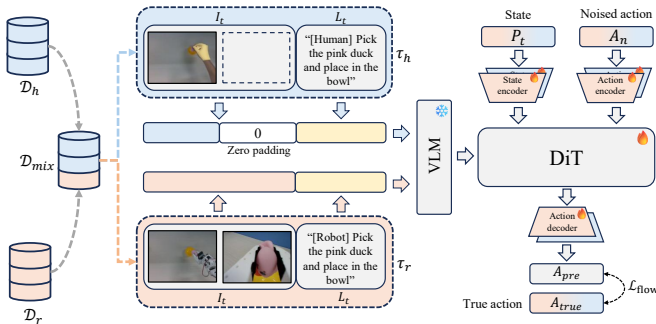 State
Noised action
I_t
L_t
P_t
A_n
D_h
"[Human] Pick
the pink duck
and place in the
bowl"
τ_h
State
encoder
Action
encoder
0
Zero padding
D_mix
VLM
DiT
"[Robot] Pick
the pink duck
and place in the
bowl"
τ_r
Action
decoder
I_t
L_t
A_pre
L_flow
D_r
True action
A_true